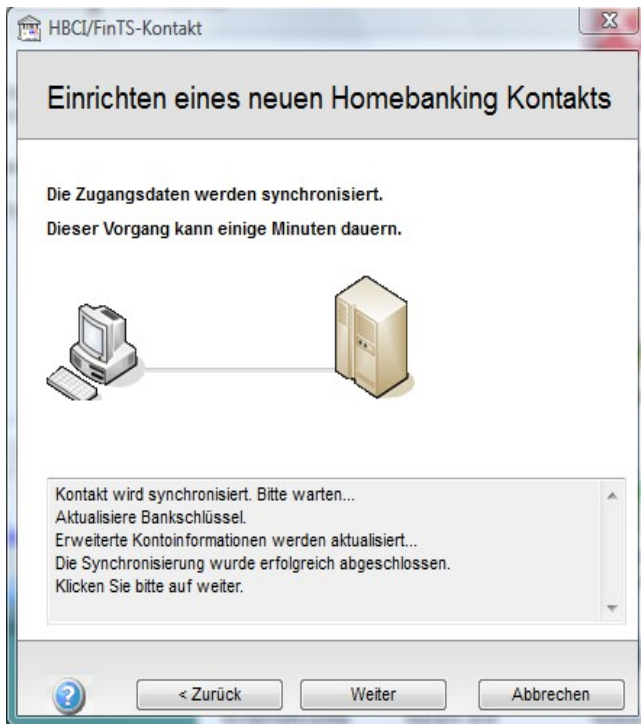 HBCI/FinTS-Kontakt
Einrichten eines neuen Homebanking Kontakts
Die Zugangsdaten werden synchronisiert.
Dieser Vorgang kann einige Minuten dauern.
Kontakt wird synchronisiert. Bitte warten...
Aktualisiere Bankschlüssel.
Erweiterte Kontoinformationen werden aktualisiert...
Die Synchronisierung wurde erfolgreich abgeschlossen.
Klicken Sie bitte auf weiter.
< Zurück Weiter Abbrechen